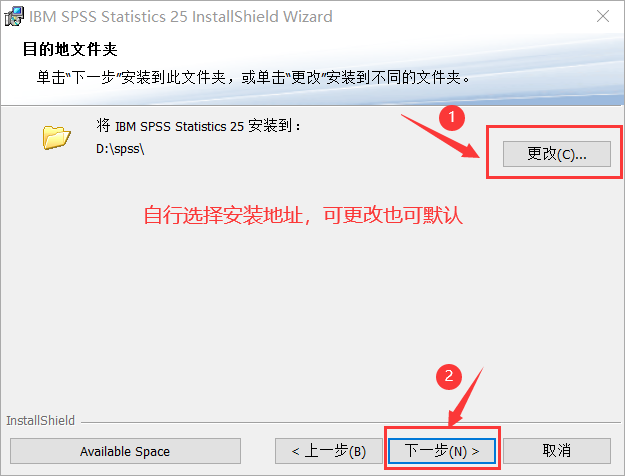 IBM SPSS Statistics 25 InstallShield Wizard
目的地文件夹
单击“下一步”安装到此文件夹，或单击“更改”安装到不同的文件夹。
将 IBM SPSS Statistics 25 安装到：
D:\spss\
1
更改(C)...
自行选择安装地址，可更改也可默认
2
InstallShield
Available Space
< 上一步(B)
下一步(N) >
取消